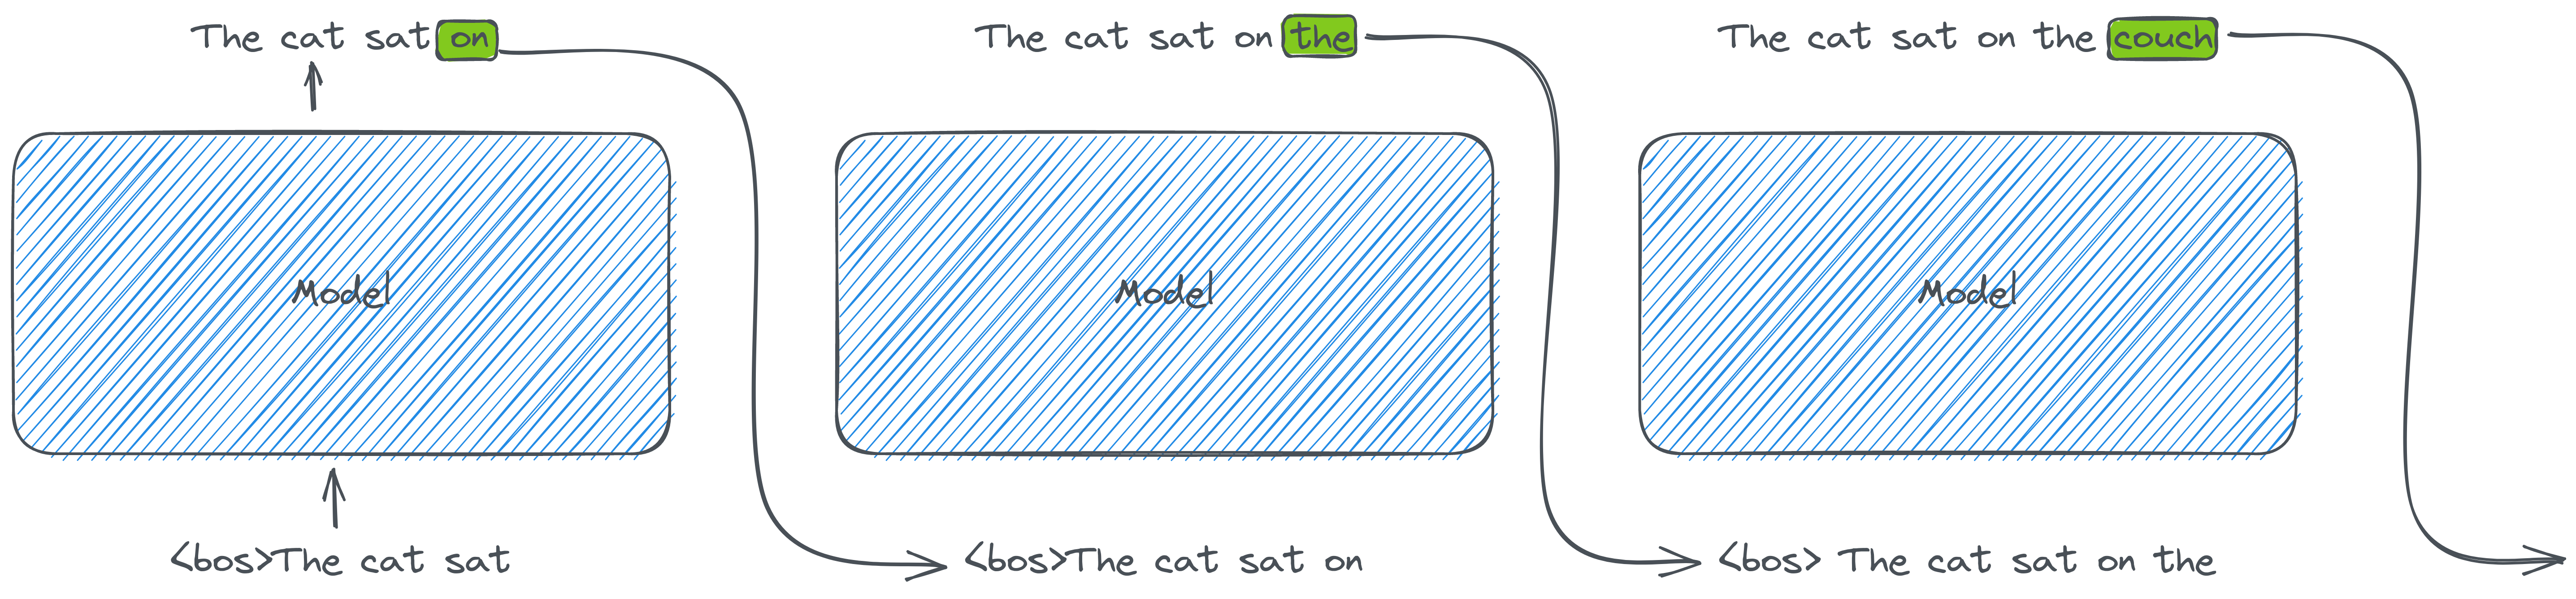 The cat sat on
The cat sat on the
The cat sat on the couch
Model
Model
Model
<bos>The cat sat
<bos>The cat sat on
<bos> The cat sat on the